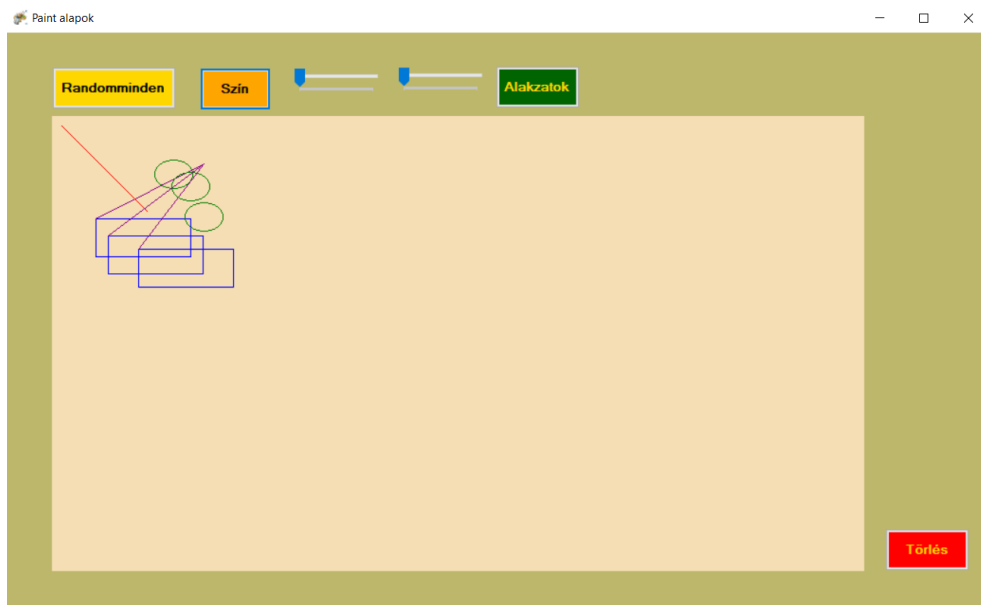 Paint alapok
Randomminden
Szín
Alakzatok
Törlés